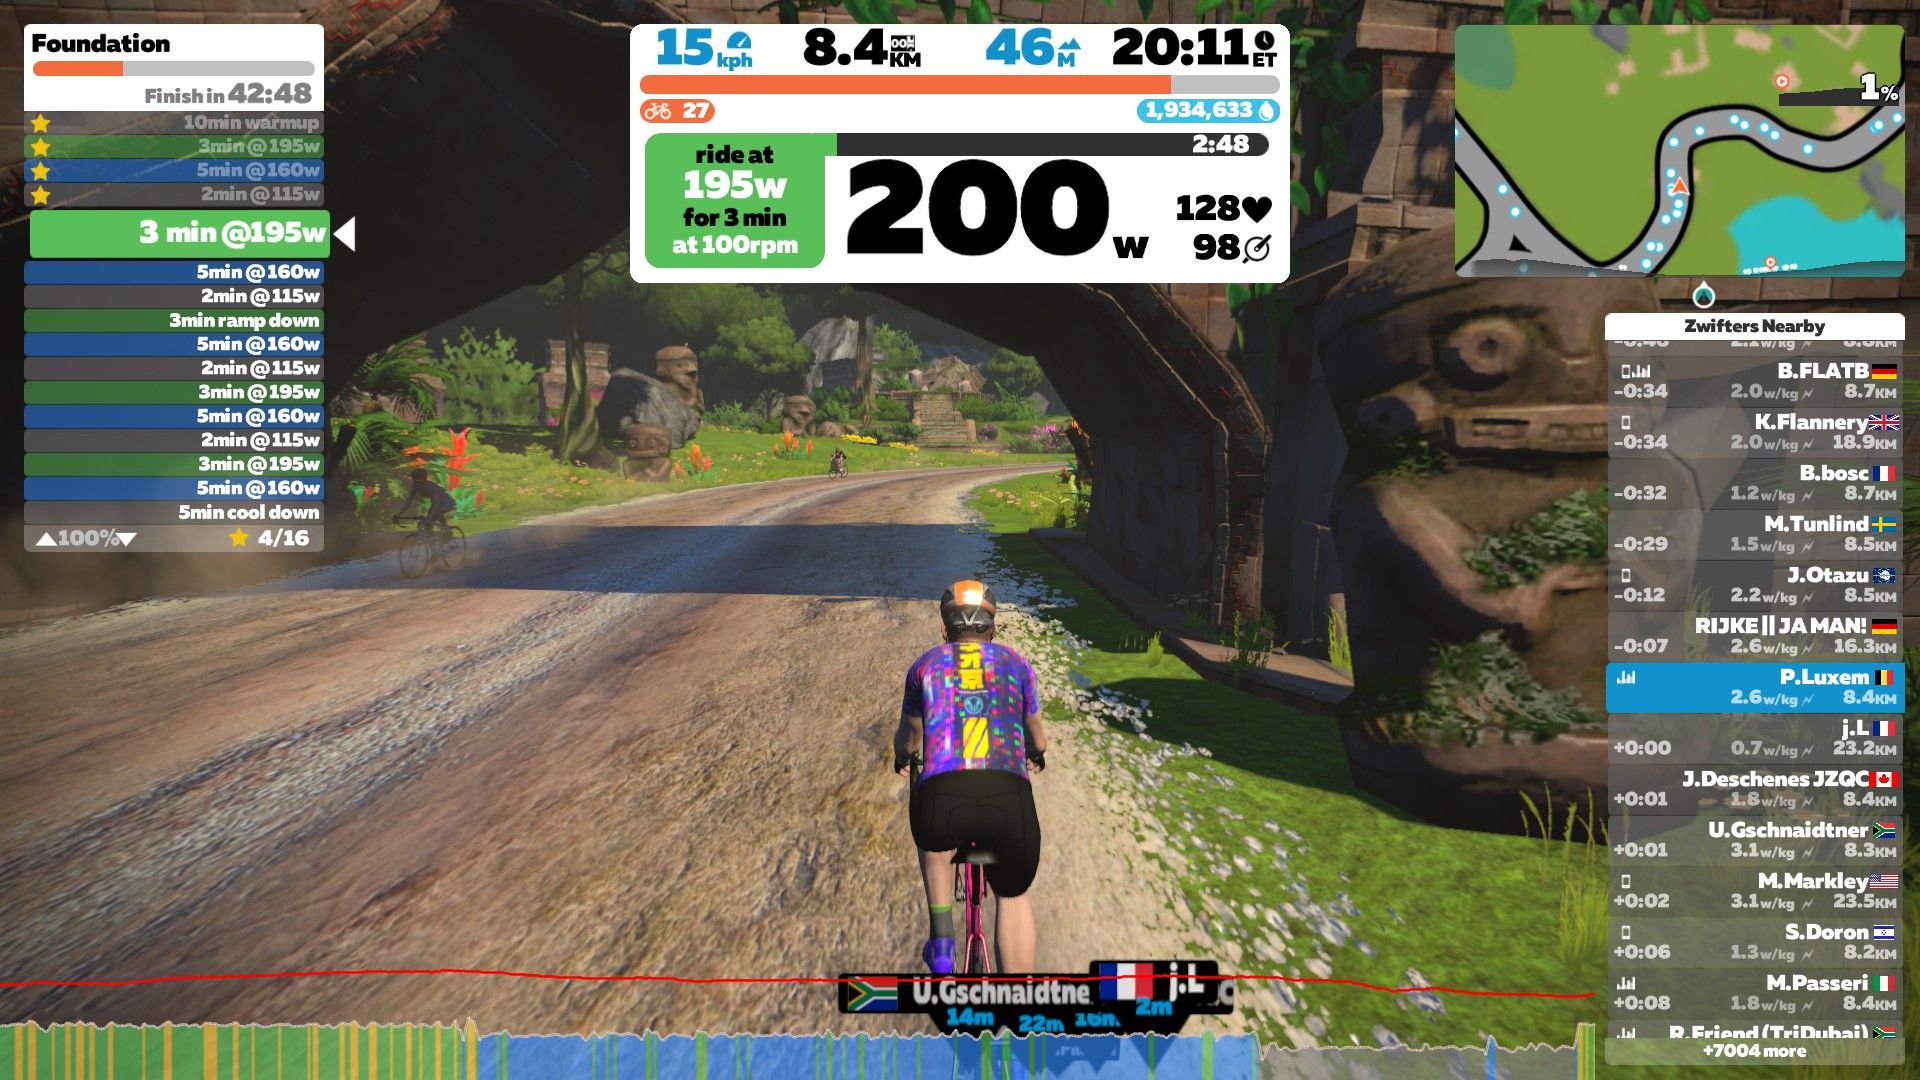 Foundation
Finish in 42:48
10min warmup
3min @195w
5min @160w
2min @115w
3 min @195w
5min @160w
2min @115w
3min ramp down
5min @160w
2min @115w
3min @195w
5min @160w
2min @115w
3min @195w
5min @160w
5min cool down
100% 4/16
15 kph 8.4 KM 46 M 20:11 ET
27 1,934,633
2:48
ride at
195w
for 3 min
at 100rpm
200 w
128
98
1%
Zwifters Nearby
B.FLATB
-0:34 2.0w/kg 8.7KM
K.Flannery
-0:34 2.0w/kg 18.9KM
B.bosc
-0:32 1.2w/kg 8.7KM
M.Tunlind
-0:29 1.5w/kg 8.5KM
J.Otazu
-0:12 2.2w/kg 8.5KM
RIJKE || JA MAN!
-0:07 2.6w/kg 16.3KM
P.Luxem
2.6w/kg 8.4KM
j.L
+0:00 0.7w/kg 23.2KM
J.Deschenes JZQC
+0:01 1.8w/kg 8.4KM
U.Gschnaidtner
+0:01 3.1w/kg 8.3KM
M.Markley
+0:02 3.1w/kg 23.5KM
S.Doron
+0:06 1.3w/kg 8.2KM
M.Passeri
+0:08 1.8w/kg 8.4KM
R.Friend (TriDubai)
+7004 more
U.Gschnaidtne j.L
14m 22m 16m 2m